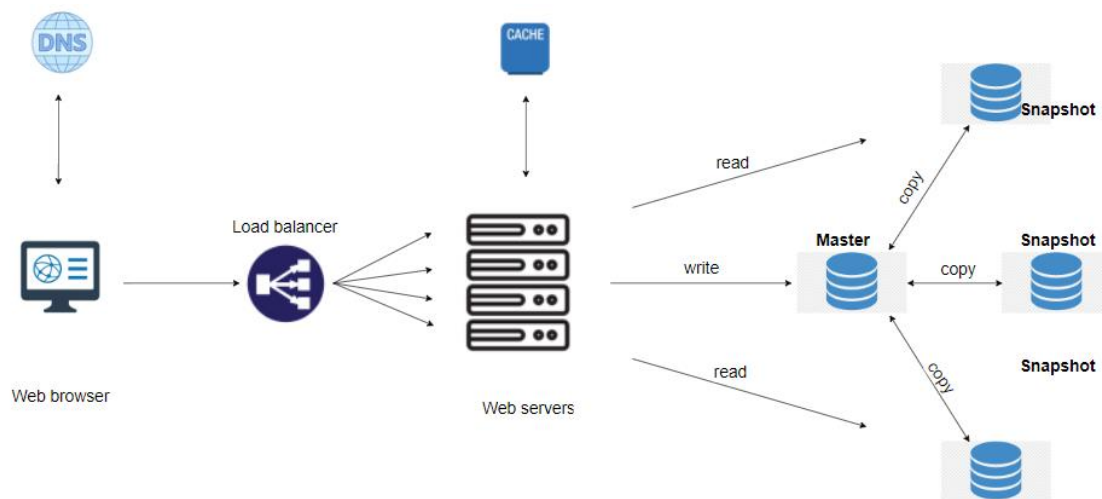 DNS
CACHE
Snapshot
read
copy
Load balancer
Master
Snapshot
write
copy
read
copy
Snapshot
Web browser
Web servers